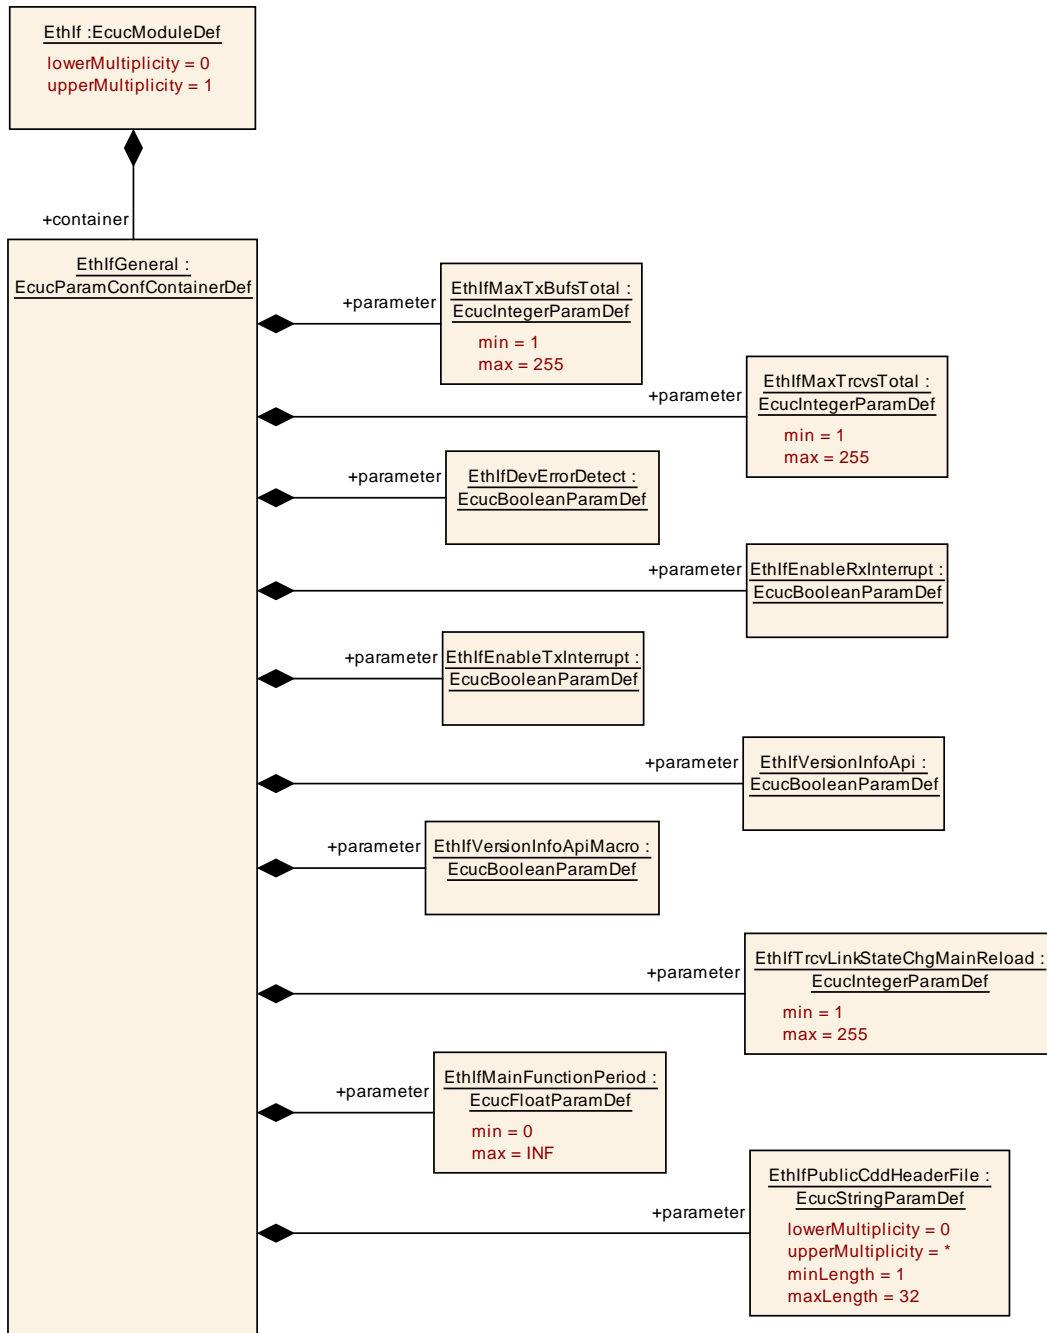 EthIf :EcucModuleDef
lowerMultiplicity = 0
upperMultiplicity = 1
+container
EthIfGeneral :
EcucParamConfContainerDef
+parameter
EthIfMaxTxBufsTotal :
EcucIntegerParamDef
min = 1
max = 255
+parameter
EthIfMaxTrcvsTotal :
EcucIntegerParamDef
min = 1
max = 255
+parameter
EthIfDevErrorDetect :
EcucBooleanParamDef
+parameter
EthIfEnableRxInterrupt :
EcucBooleanParamDef
+parameter
EthIfEnableTxInterrupt :
EcucBooleanParamDef
+parameter
EthIfVersionInfoApi :
EcucBooleanParamDef
+parameter
EthIfVersionInfoApiMacro :
EcucBooleanParamDef
+parameter
EthIfTrcvLinkStateChgMainReload :
EcucIntegerParamDef
min = 1
max = 255
+parameter
EthIfMainFunctionPeriod :
EcucFloatParamDef
min = 0
max = INF
+parameter
EthIfPublicCddHeaderFile :
EcucStringParamDef
lowerMultiplicity = 0
upperMultiplicity = *
minLength = 1
maxLength = 32